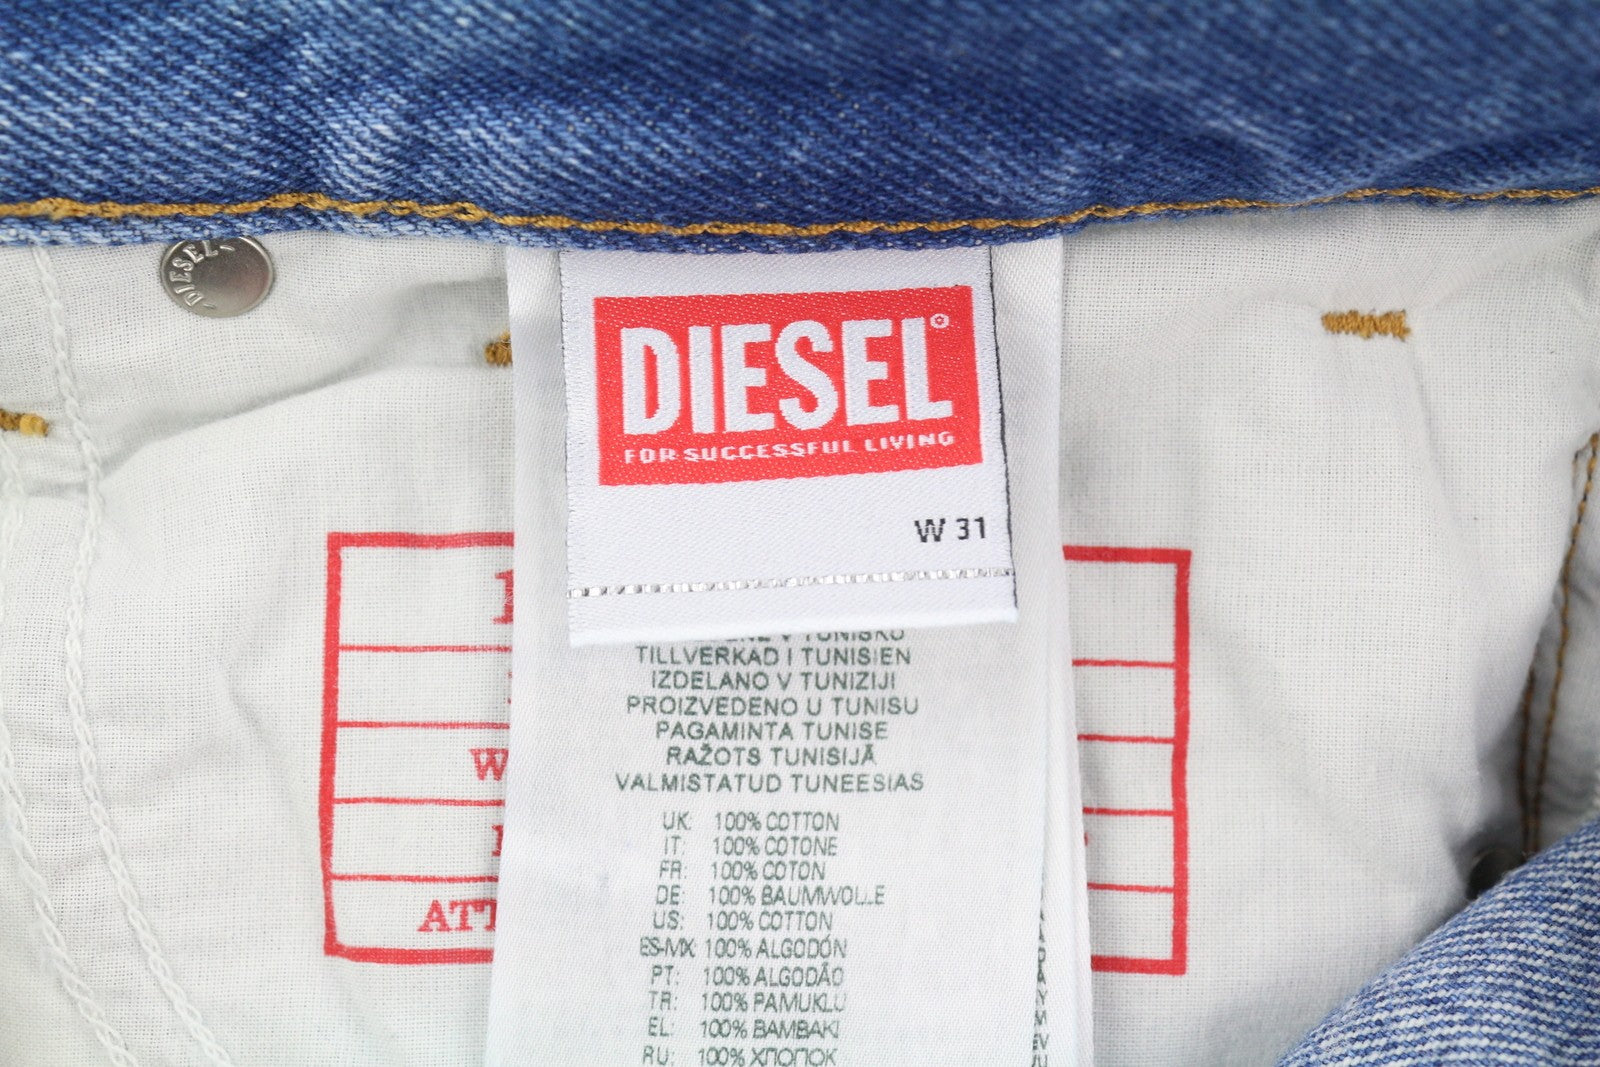 DIESEL
DIESEL
FOR SUCCESSFUL LIVING
W 31
TILLVERKAD I TUNISIEN
IZDELANO V TUNIZIJI
PROIZVEDENO U TUNISU
PAGAMINTA TUNISE
RAŽOTS TUNISIJĀ
VALMISTATUD TUNEESIAS
UK: 100% COTTON
IT: 100% COTONE
FR: 100% COTON
DE: 100% BAUMWOLLE
US: 100% COTTON
ES-MX 100% ALGODÓN
PT: 100% ALGODÃO
TR: 100% PAMUKLU
EL: 100% BAMBAKI
RU: 100% ХЛОПОК